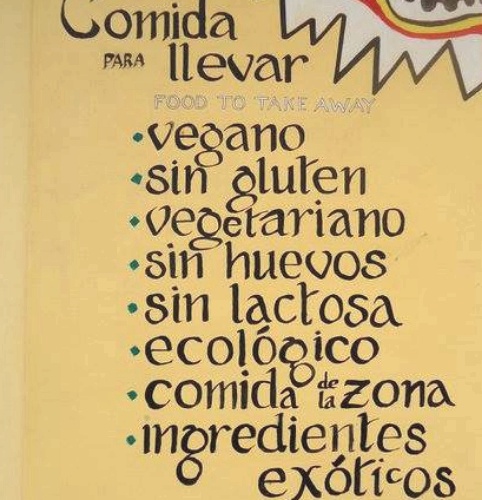 Comida
PARA llevar
FOOD TO TAKE AWAY
• vegano
• sin gluten
• vegetariano
• sin huevos
• sin lactosa
• ecológico
• comida de la zona
• ingredientes
exóticos